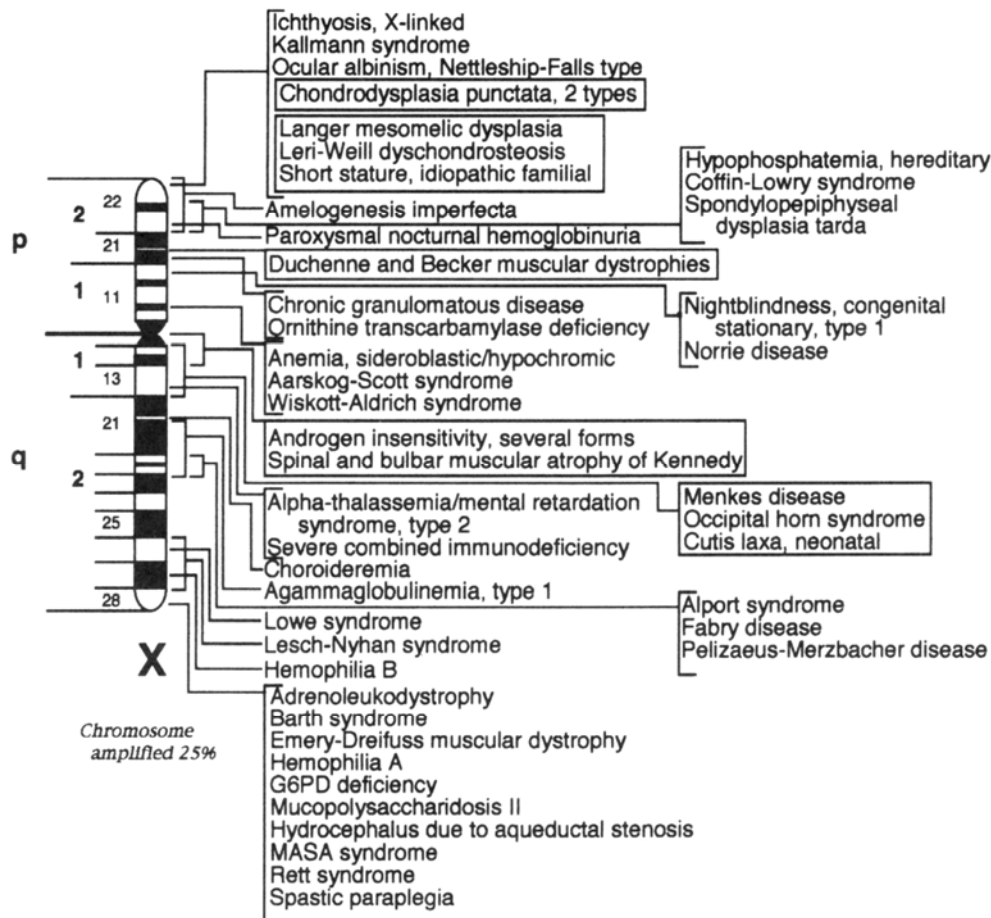 Ichthyosis, X-linked
Kallmann syndrome
Ocular albinism, Nettleship-Falls type
Chondrodysplasia punctata, 2 types
Langer mesomelic dysplasia
Leri-Weill dyschondrosteosis
Short stature, idiopathic familial
Hypophosphatemia, hereditary
Coffin-Lowry syndrome
Spondylopepiphyseal
dysplasia tarda
Amelogenesis imperfecta
Paroxysmal nocturnal hemoglobinuria
Duchenne and Becker muscular dystrophies
Chronic granulomatous disease
Ornithine transcarbamylase deficiency
Nightblindness, congenital
stationary, type 1
Norrie disease
Anemia, sideroblastic/hypochromic
Aarskog-Scott syndrome
Wiskott-Aldrich syndrome
Androgen insensitivity, several forms
Spinal and bulbar muscular atrophy of Kennedy
Menkes disease
Occipital horn syndrome
Cutis laxa, neonatal
Alpha-thalassemia/mental retardation
syndrome, type 2
Severe combined immunodeficiency
Choroideremia
Agammaglobulinemia, type 1
Alport syndrome
Fabry disease
Pelizaeus-Merzbacher disease
Lowe syndrome
Lesch-Nyhan syndrome
Hemophilia B
Adrenoleukodystrophy
Barth syndrome
Emery-Dreifuss muscular dystrophy
Hemophilia A
G6PD deficiency
Mucopolysaccharidosis II
Hydrocephalus due to aqueductal stenosis
MASA syndrome
Rett syndrome
Spastic paraplegia
p
2
22
21
1
11
q
1
13
21
2
25
28
X
Chromosome
amplified 25%